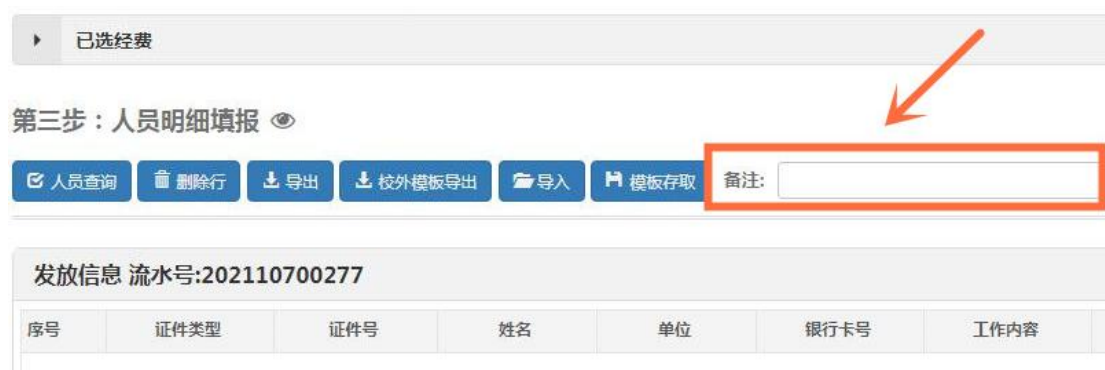 已选经费
第三步：人员明细填报
人员查询 删除行 导出 校外模板导出 导入 模板存取 备注:
发放信息 流水号:202110700277
序号 证件类型 证件号 姓名 单位 银行卡号 工作内容